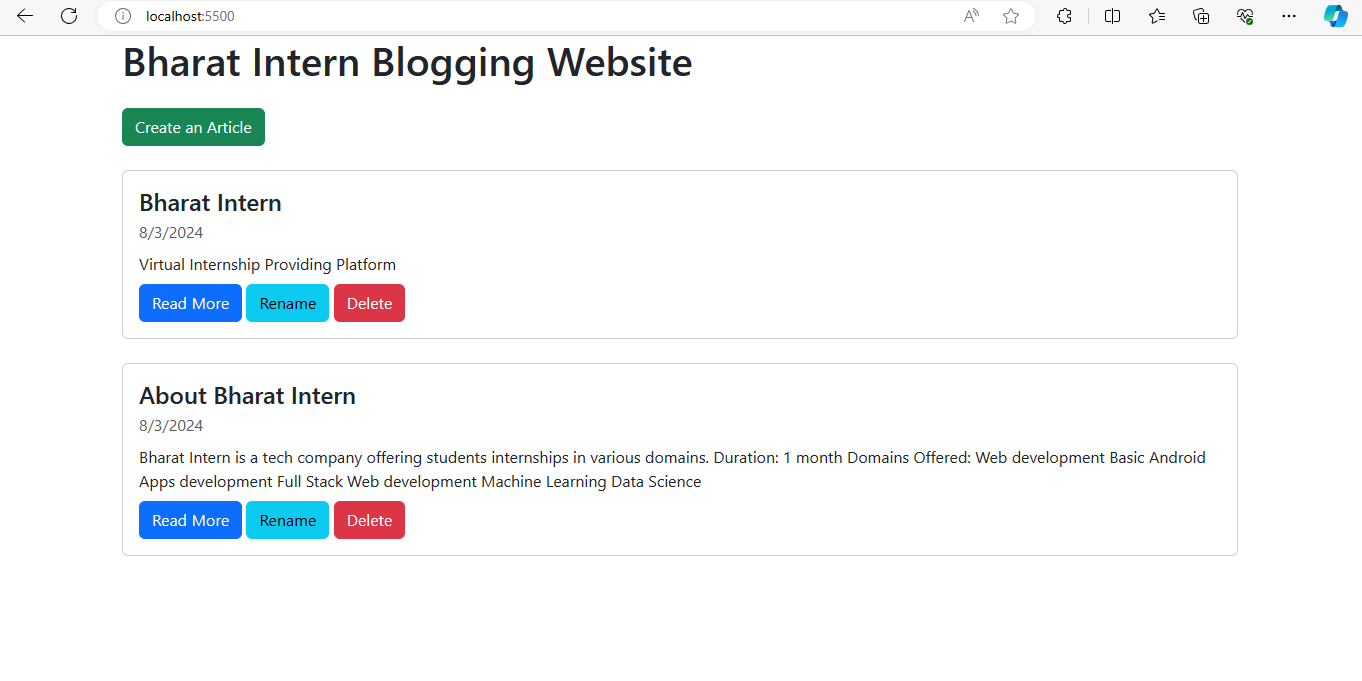 localhost:5500
Bharat Intern Blogging Website
Create an Article
Bharat Intern
8/3/2024
Virtual Internship Providing Platform
Read More Rename Delete
About Bharat Intern
8/3/2024
Bharat Intern is a tech company offering students internships in various domains. Duration: 1 month Domains Offered: Web development Basic Android
Apps development Full Stack Web development Machine Learning Data Science
Read More Rename Delete